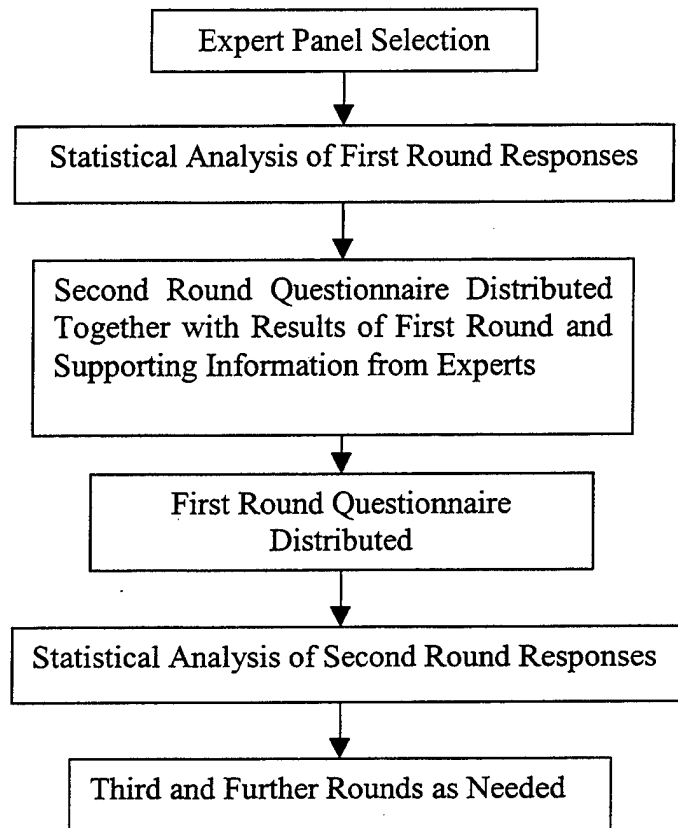 Expert Panel Selection
Statistical Analysis of First Round Responses
Second Round Questionnaire Distributed
Together with Results of First Round and
Supporting Information from Experts
First Round Questionnaire
Distributed
Statistical Analysis of Second Round Responses
Third and Further Rounds as Needed